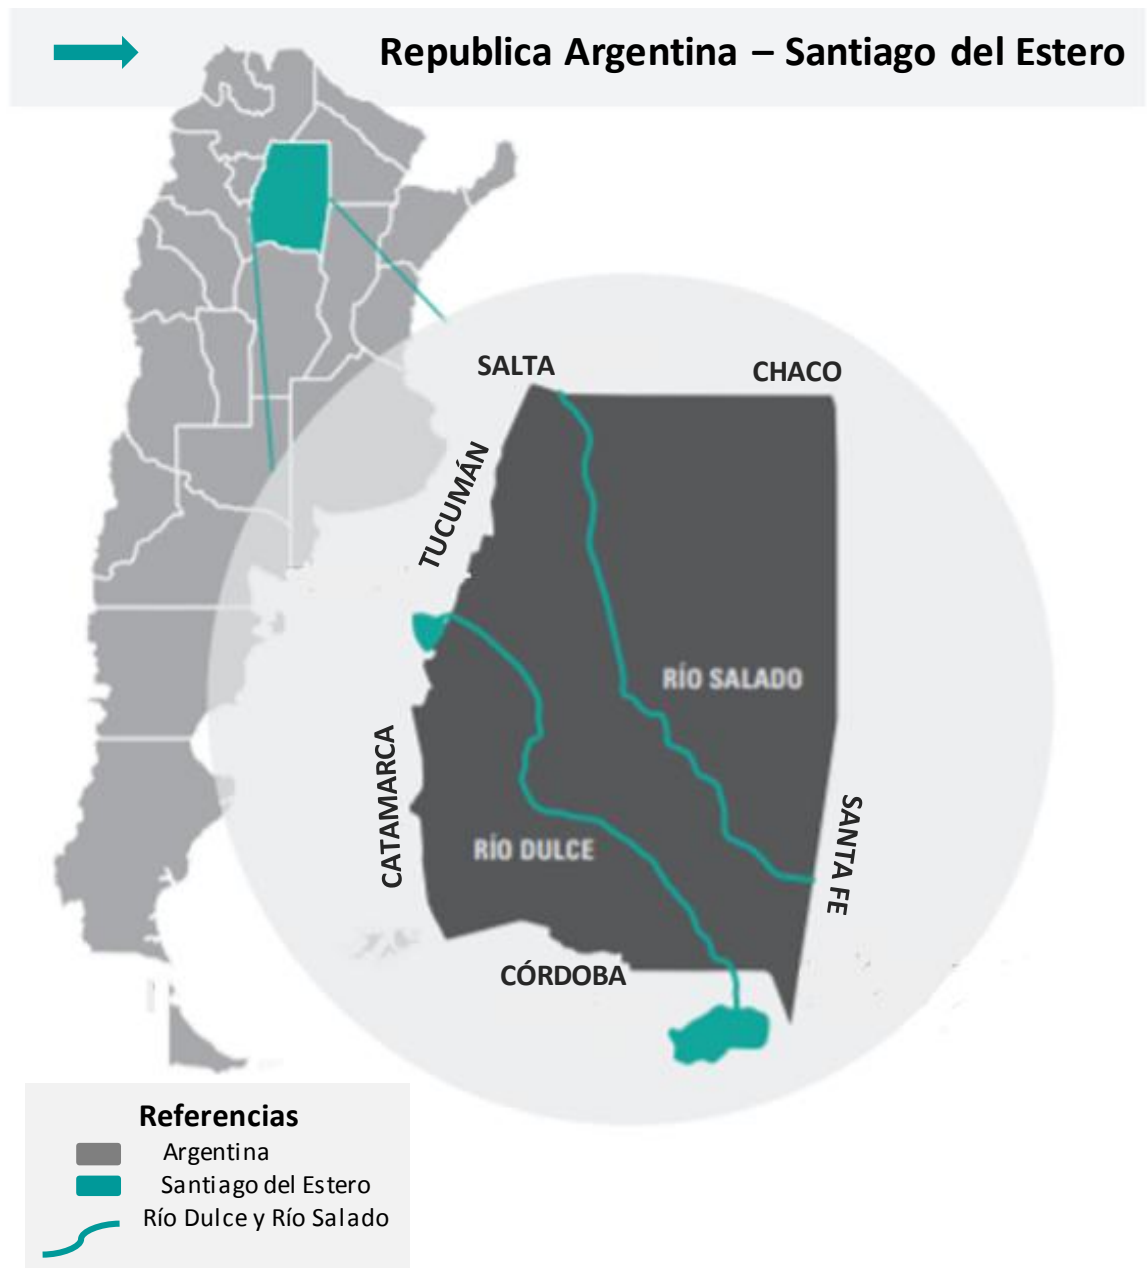 Republica Argentina – Santiago del Estero
SALTA
CHACO
TUCUMÁN
RÍO SALADO
CATAMARCA
SANTA FE
RÍO DULCE
CÓRDOBA
Referencias
Argentina
Santiago del Estero
Río Dulce y Río Salado